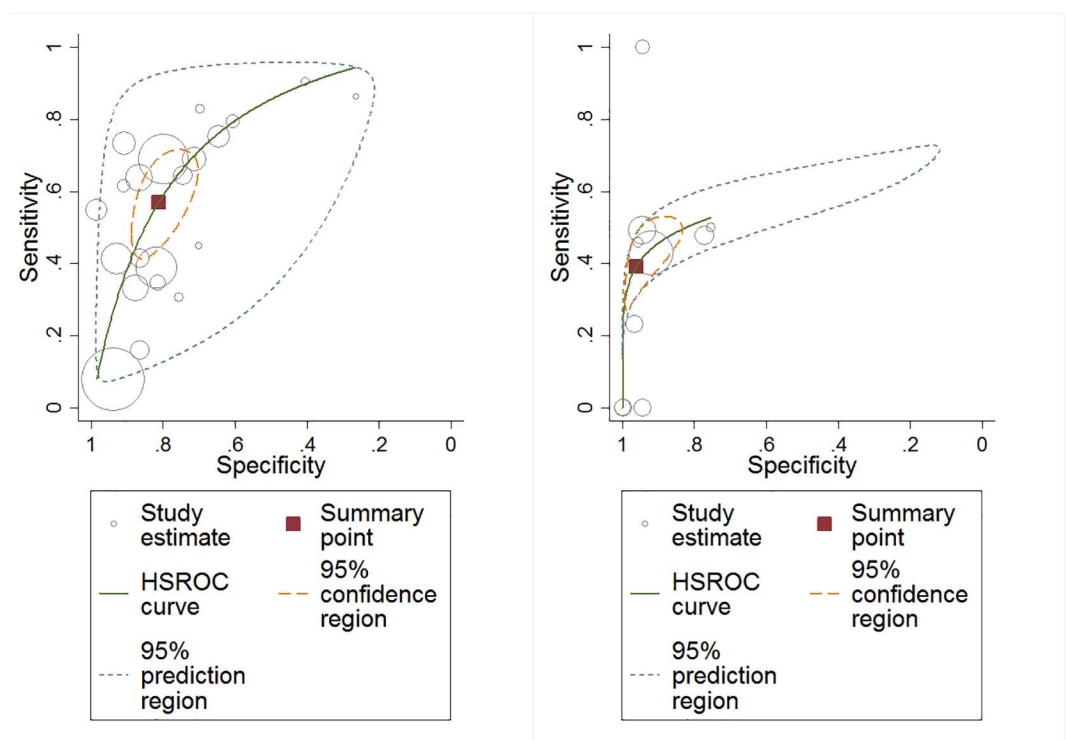 1
.8
.6
.4
.2
0
Sensitivity
1
.8
.6
.4
.2
0
Specificity
Study
estimate
Summary
point
HSROC
curve
95%
confidence
region
95%
prediction
region
1
.8
.6
.4
.2
0
Sensitivity
1
.8
.6
.4
.2
0
Specificity
Study
estimate
Summary
point
HSROC
curve
95%
confidence
region
95%
prediction
region